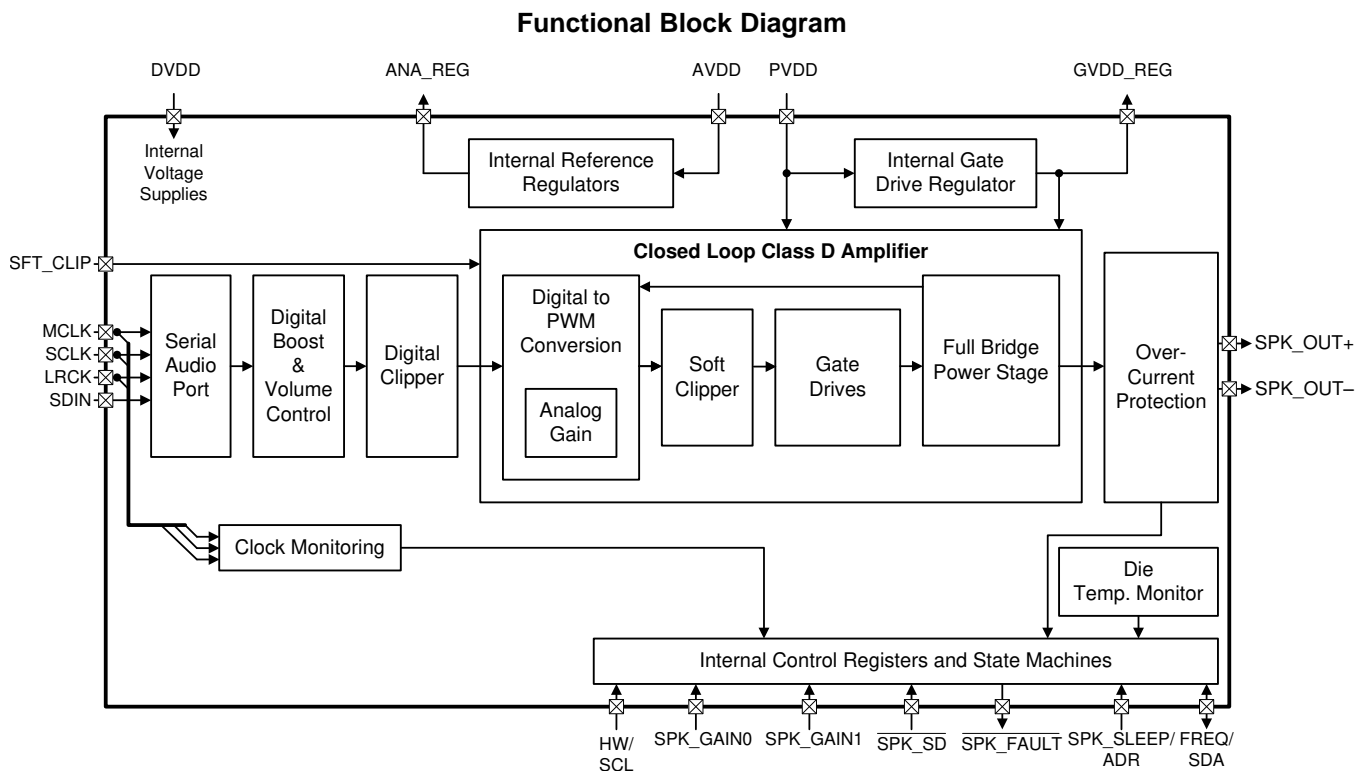 Functional Block Diagram
DVDD
ANA_REG
AVDD
PVDD
GVDD_REG
Internal
Voltage
Supplies
Internal Reference
Regulators
Internal Gate
Drive Regulator
SFT_CLIP
Closed Loop Class D Amplifier
MCLK
SCLK
LRCK
SDIN
Serial
Audio
Port
Digital
Boost
&
Volume
Control
Digital
Clipper
Digital to
PWM
Conversion
Analog
Gain
Soft
Clipper
Gate
Drives
Full Bridge
Power Stage
Over-
Current
Protection
SPK_OUT+
SPK_OUT–
Clock Monitoring
Die
Temp. Monitor
Internal Control Registers and State Machines
HW/
SCL
SPK_GAIN0
SPK_GAIN1
SPK_SD
SPK_FAULT
SPK_SLEEP/
ADR
FREQ/
SDA